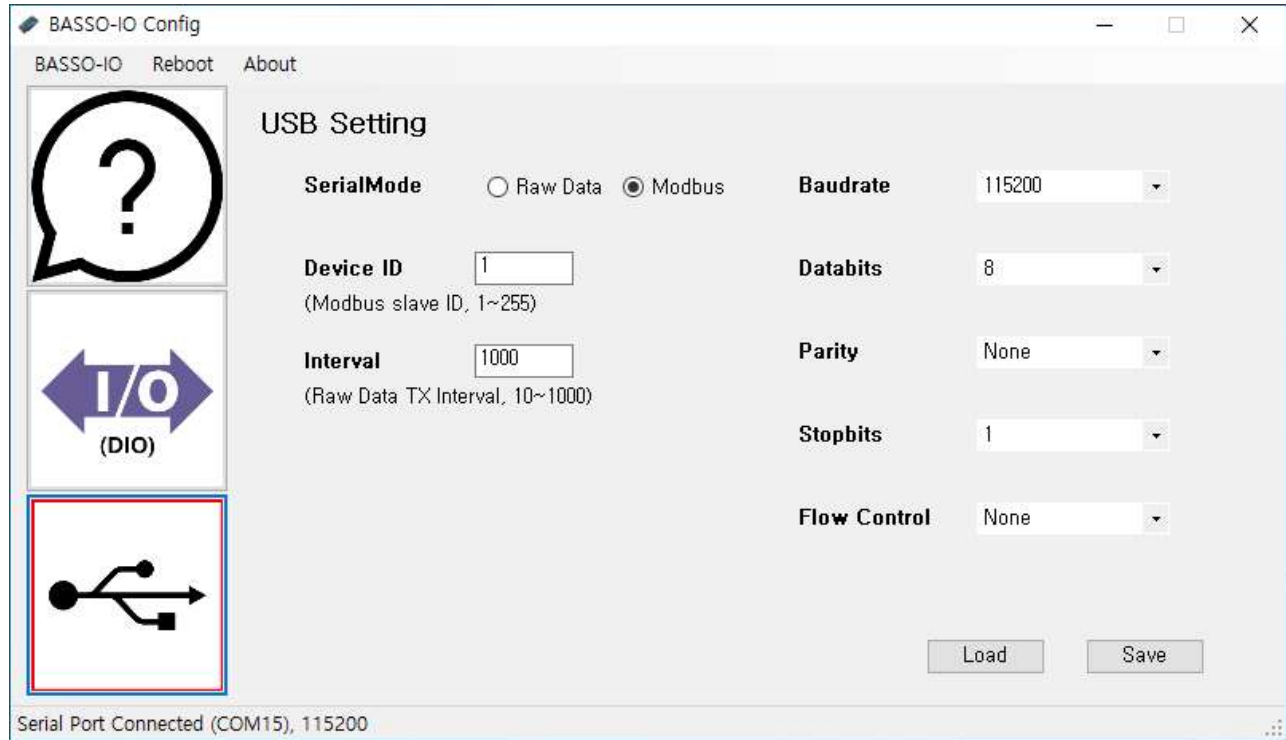 BASSO-IO Config
BASSO-IO Reboot About
?
I/O
(DIO)
USB Setting
SerialMode Raw Data Modbus
Device ID 1
(Modbus slave ID, 1~255)
Interval 1000
(Raw Data TX Interval, 10~1000)
Baudrate 115200
Databits 8
Parity None
Stopbits 1
Flow Control None
Load Save
Serial Port Connected (COM15), 115200